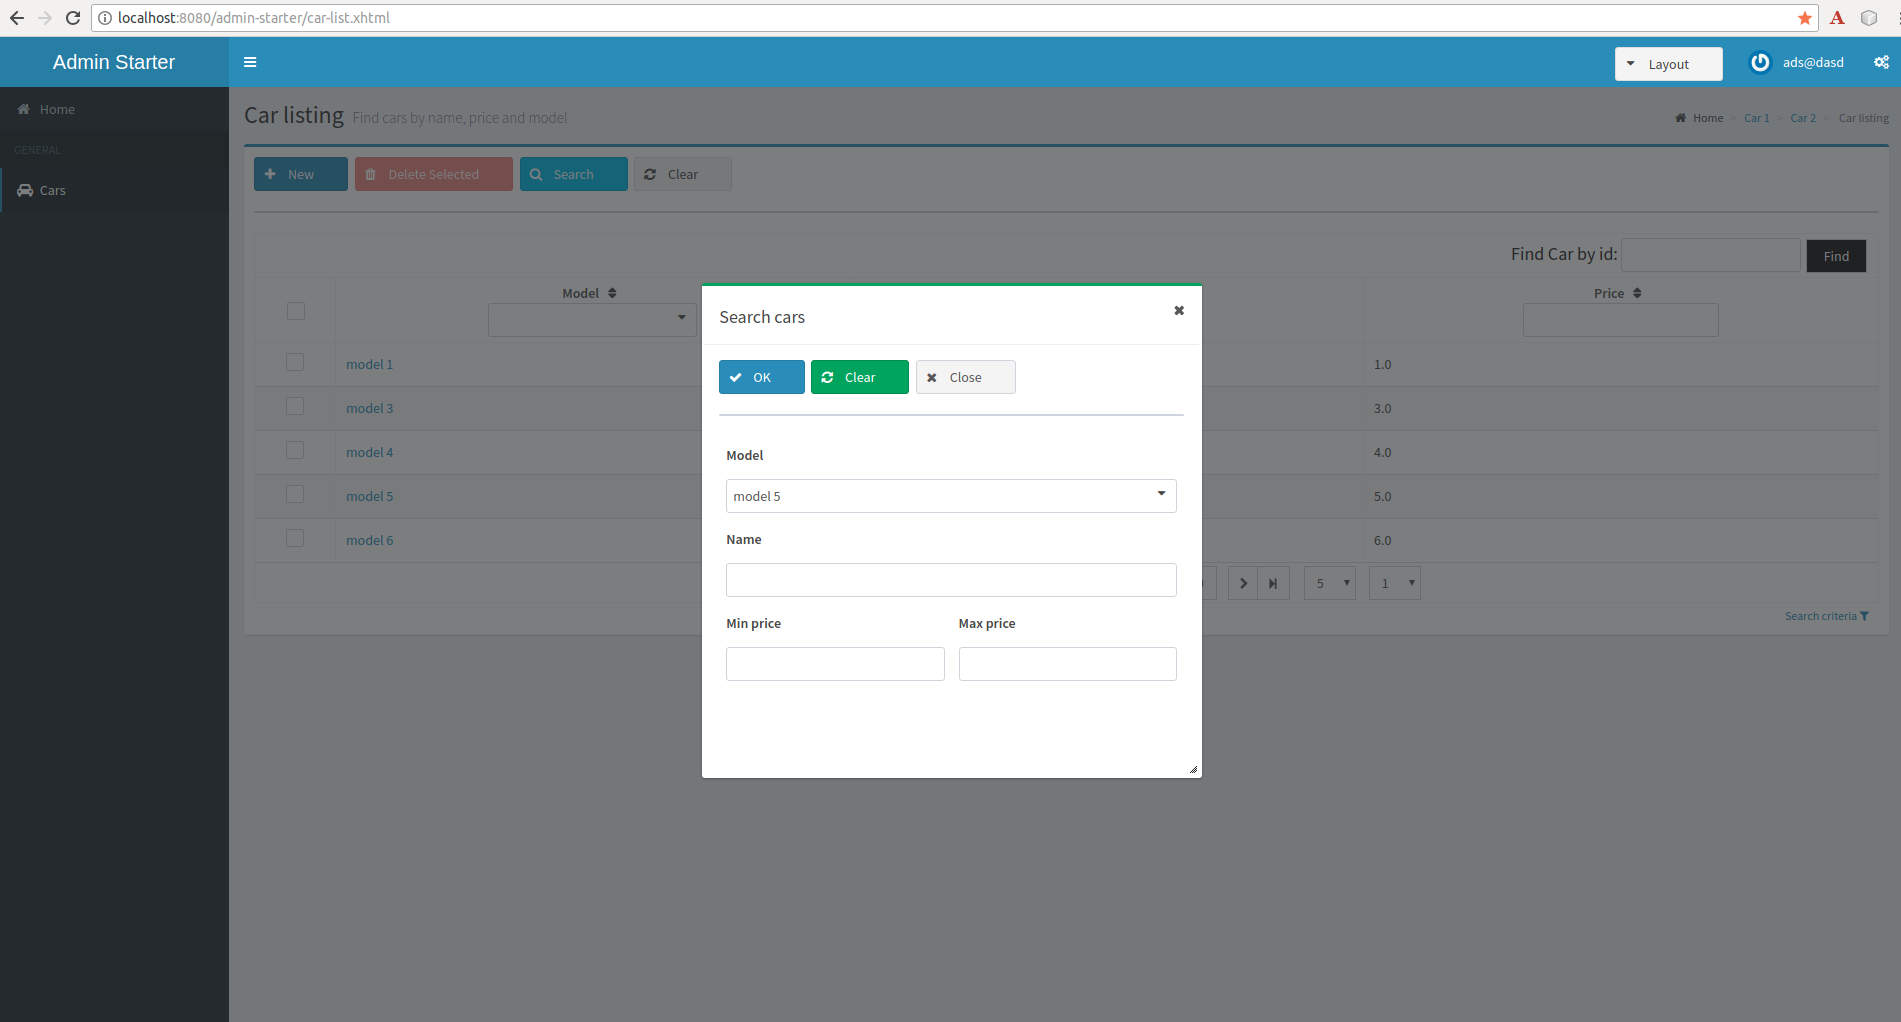 localhost:8080/admin-starter/car-list.xhtml
Admin Starter
Layout
ads@dasd
Home
GENERAL
Cars
Car listing Find cars by name, price and model
Home > Car 1 > Car 2 > Car listing
New Delete Selected Search Clear
Find Car by id: Find
Model Price
model 1 1.0
model 3 3.0
model 4 4.0
model 5 5.0
model 6 6.0
5 1
Search criteria
Search cars
OK Clear Close
Model
model 5
Name
Min price Max price